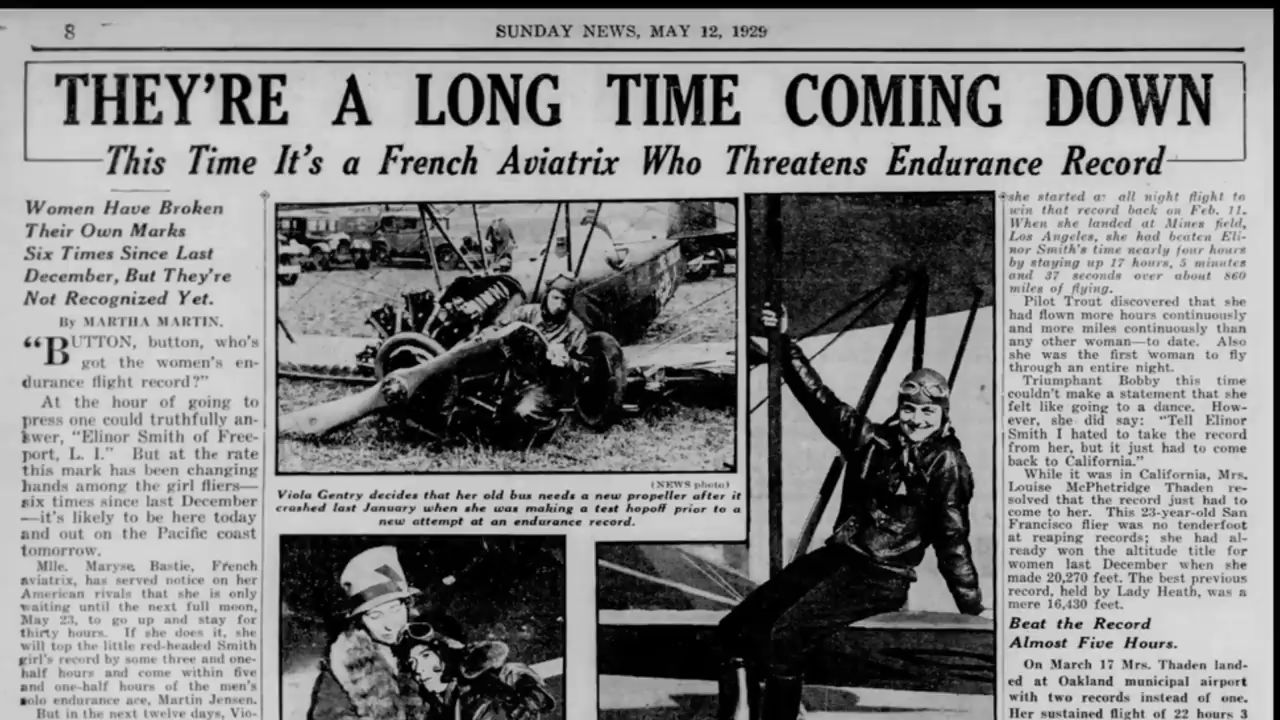 8
SUNDAY NEWS, MAY 12, 1929
THEY'RE A LONG TIME COMING DOWN
This Time It's a French Aviatrix Who Threatens Endurance Record
Women Have Broken
Their Own Marks
Six Times Since Last
December, But They're
Not Recognized Yet.
By MARTHA MARTIN.
"BUTTON, button, who's
got the women's en-
durance flight record?"
At the hour of going to
press one could truthfully an-
swer, "Elinor Smith of Free-
port, L. I." But at the rate
this mark has been changing
hands among the girl fliers—
six times since last December
—it's likely to be here today
and out on the Pacific coast
tomorrow.
Mlle. Maryse Bastie, French
aviatrix, has served notice on her
American rivals that she is only
waiting until the next full moon,
May 23, to go up and stay for
thirty hours. If she does it, she
will top the little red-headed Smith
girl's record by some three and one-
half hours and come within five
and one-half hours of the men's
solo endurance ace, Martin Jensen.
But in the next twelve days, Vio-
(NEWS photo)
Viola Gentry decides that her old bus needs a new propeller after it
crashed last January when she was making a test hopoff prior to a
new attempt at an endurance record.
she started an all night flight to
win that record back on Feb. 11.
When she landed at Mines field,
Los Angeles, she had beaten Eli-
nor Smith's time nearly four hours
by staying up 17 hours, 5 minutes
and 37 seconds over about 860
miles of flying.
Pilot Trout discovered that she
had flown more hours continuously
and more miles continuously than
any other woman—to date. Also
she was the first woman to fly
through an entire night.
Triumphant Bobby this time
couldn't make a statement that she
felt like going to a dance. How-
ever, she did say: "Tell Elinor
Smith I hated to take the record
from her, but it just had to come
back to California."
While it was in California, Mrs.
Louise McPhetridge Thaden re-
solved that the record just had to
come to her. This 23-year-old San
Francisco flier was no tenderfoot
at reaping records; she had al-
ready won the altitude title for
women last December when she
made 20,270 feet. The best previous
record, held by Lady Heath, was a
mere 16,430 feet.
Beat the Record
Almost Five Hours.
On March 17 Mrs. Thaden land-
ed at Oakland municipal airport
with two records instead of one.
Her sustained flight of 22 hours 3